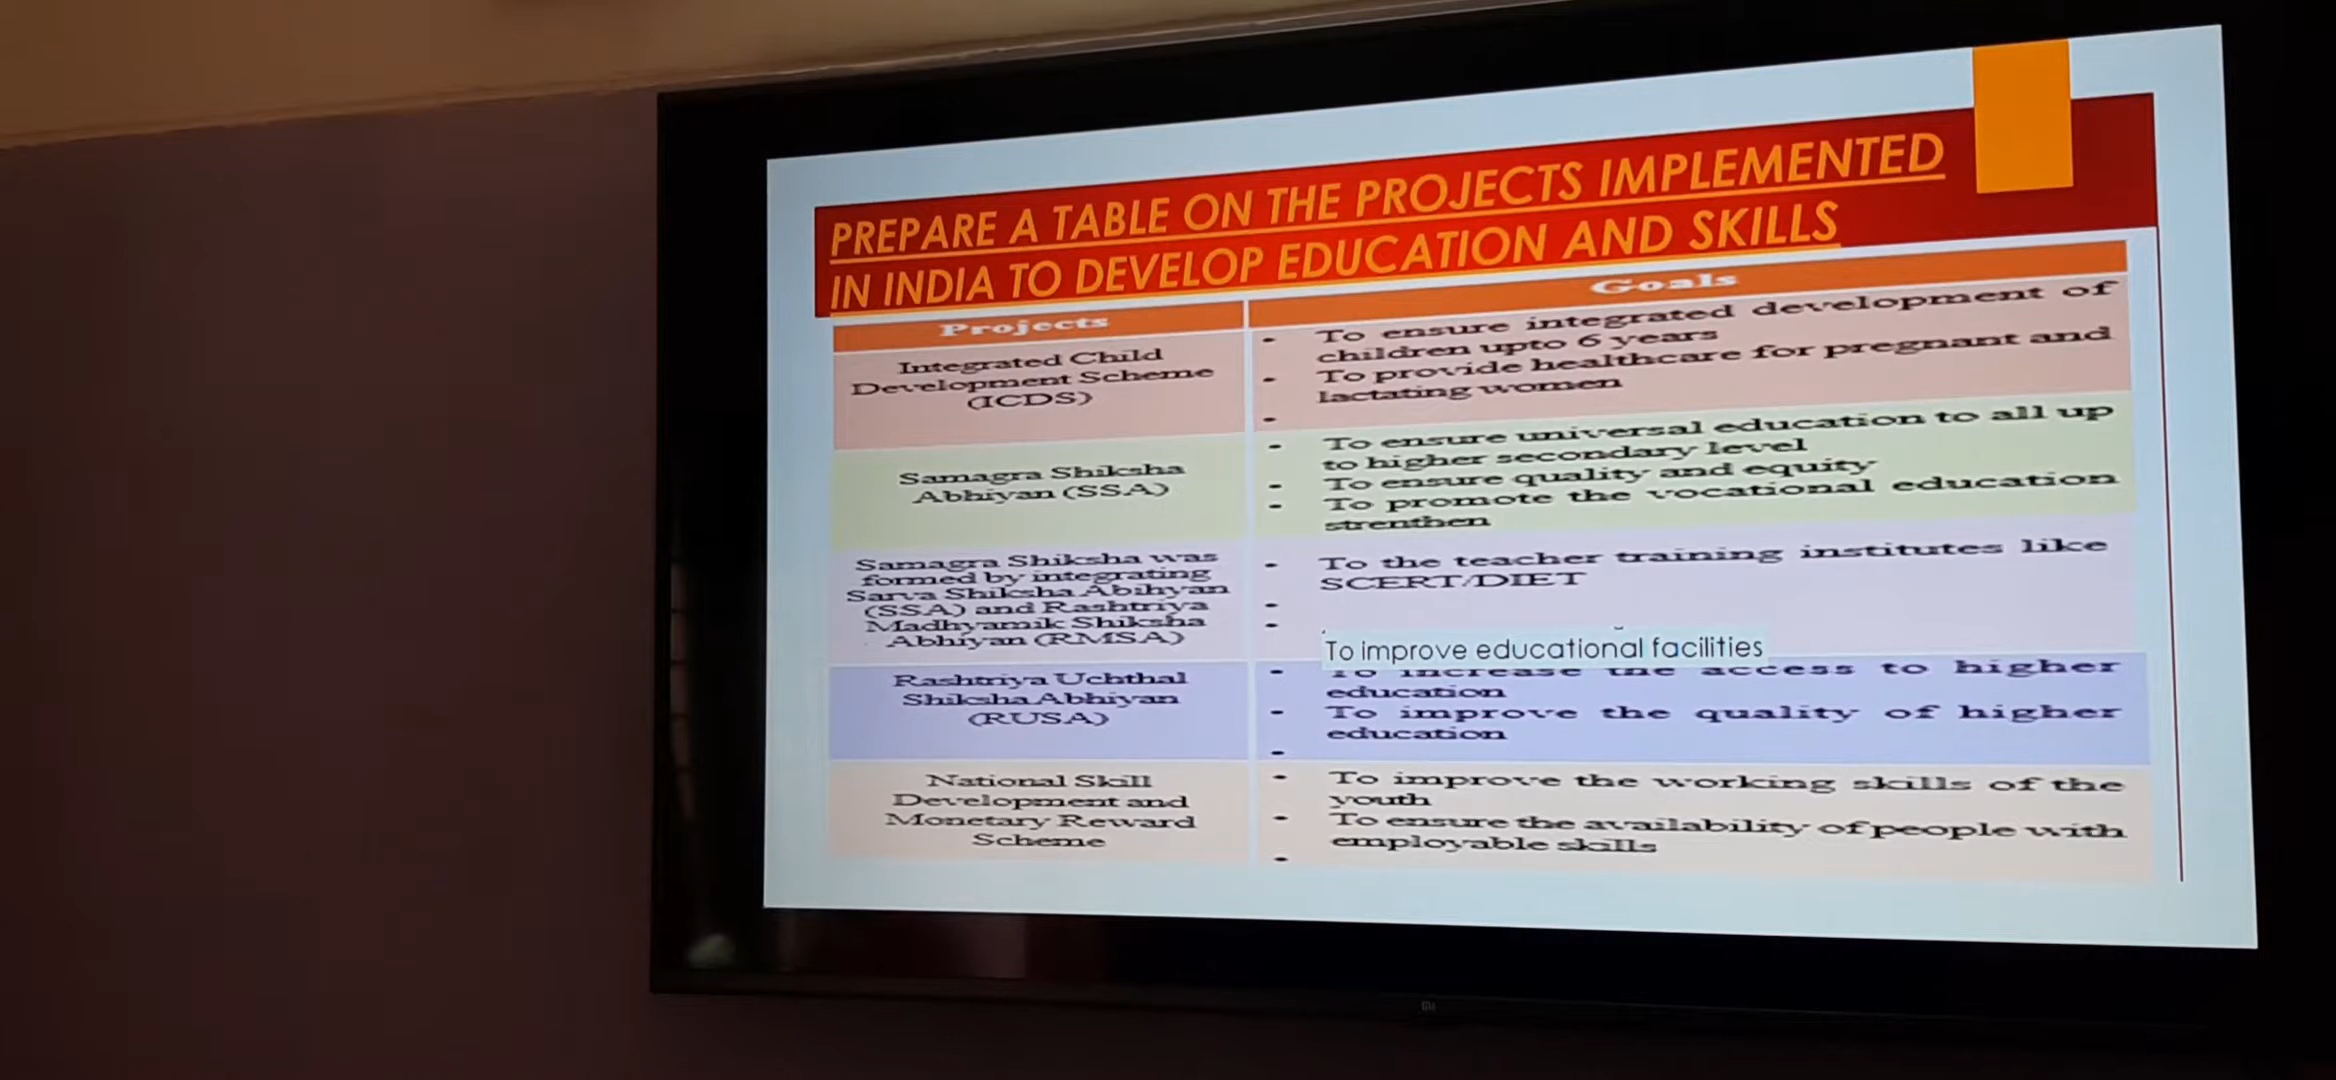 PREPARE A TABLE ON THE PROJECTS IMPLEMENTED
IN INDIA TO DEVELOP EDUCATION AND SKILLS
Projects
Goals
Integrated Child
Development Scheme
(ICDS)
- To ensure integrated development of
children upto 6 years
- To provide healthcare for pregnant and
lactating women
-
Samagra Shiksha
Abhiyan (SSA)
- To ensure universal education to all up
to higher secondary level
- To ensure quality and equity
- To promote the vocational education
strenthen
Samagra Shiksha was
formed by integrating
Sarva Shiksha Abihyan
(SSA) and Rashtriya
Madhyamik Shiksha
Abhiyan (RMSA)
- To the teacher training institutes like
SCERT/DIET
-
-
To improve educational facilities
Rashtriya Uchthal
Shiksha Abhiyan
(RUSA)
- To increase the access to higher
education
- To improve the quality of higher
education
-
National Skill
Development and
Monetary Reward
Scheme
- To improve the working skills of the
youth
- To ensure the availability of people with
employable skills
-
mi